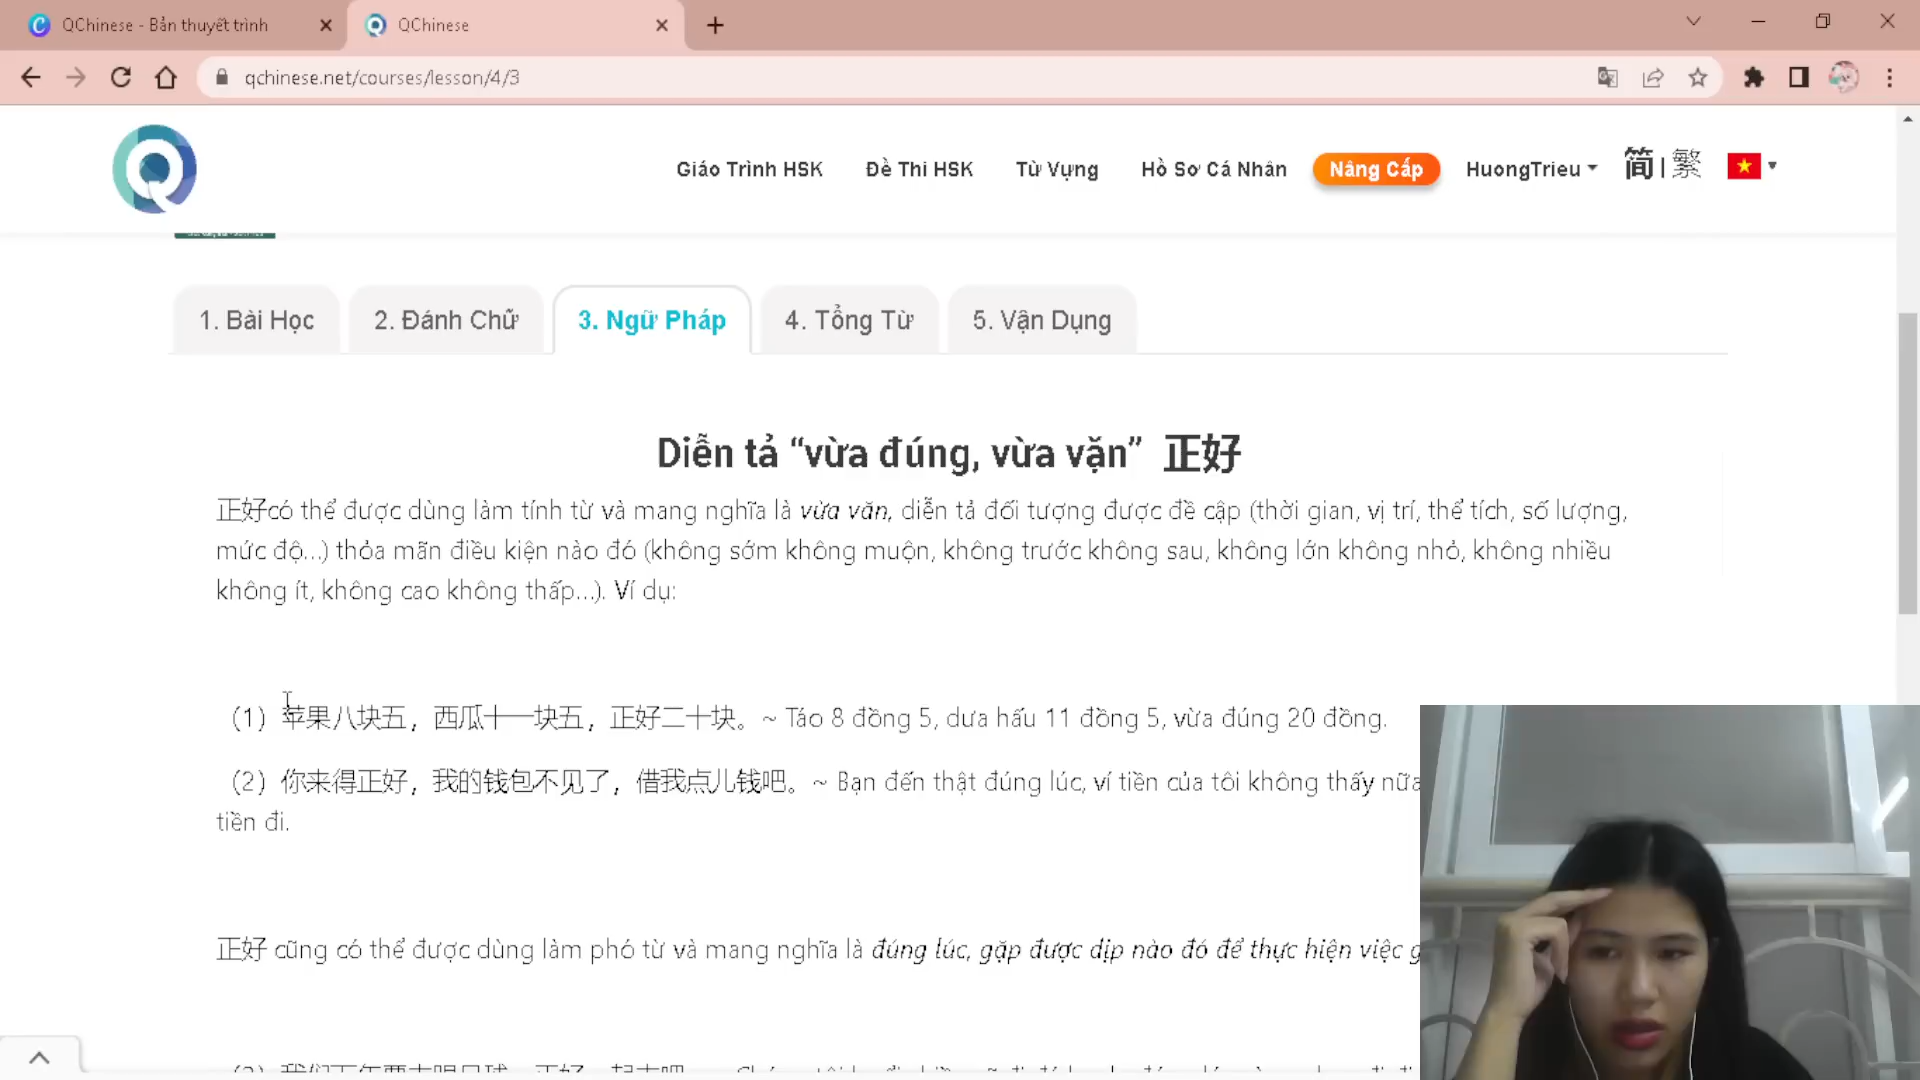 QChinese - Bản thuyết trình
QChinese
qchinese.net/courses/lesson/4/3
Giáo Trình HSK
Đề Thi HSK
Từ Vựng
Hồ Sơ Cá Nhân
Nâng Cấp
HuongTrieu
简 | 繁
1. Bài Học
2. Đánh Chữ
3. Ngữ Pháp
4. Tổng Từ
5. Vận Dụng
Diễn tả “vừa đúng, vừa vặn” 正好
正好có thể được dùng làm tính từ và mang nghĩa là vừa vặn, diễn tả đối tượng được đề cập (thời gian, vị trí, thể tích, số lượng,
mức độ...) thỏa mãn điều kiện nào đó (không sớm không muộn, không trước không sau, không lớn không nhỏ, không nhiều
không ít, không cao không thấp...). Ví dụ:
（1）苹果八块五，西瓜十一块五，正好二十块。~ Táo 8 đồng 5, dưa hấu 11 đồng 5, vừa đúng 20 đồng.
（2）你来得正好，我的钱包不见了，借我点儿钱吧。~ Bạn đến thật đúng lúc, ví tiền của tôi không thấy nữa
tiền đi.
正好 cũng có thể được dùng làm phó từ và mang nghĩa là đúng lúc, gặp được dịp nào đó để thực hiện việc g